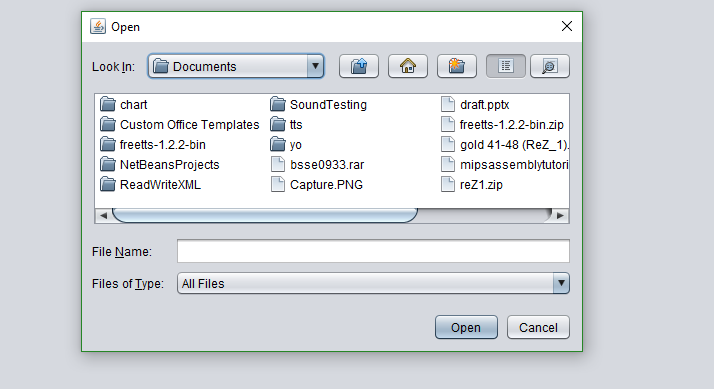 Open
Look In: Documents
chart
Custom Office Templates
freetts-1.2.2-bin
NetBeansProjects
ReadWriteXML
SoundTesting
tts
yo
bsse0933.rar
Capture.PNG
draft.pptx
freetts-1.2.2-bin.zip
gold 41-48 (ReZ_1).
mipsassemblytutori
reZ1.zip
File Name:
Files of Type: All Files
Open Cancel